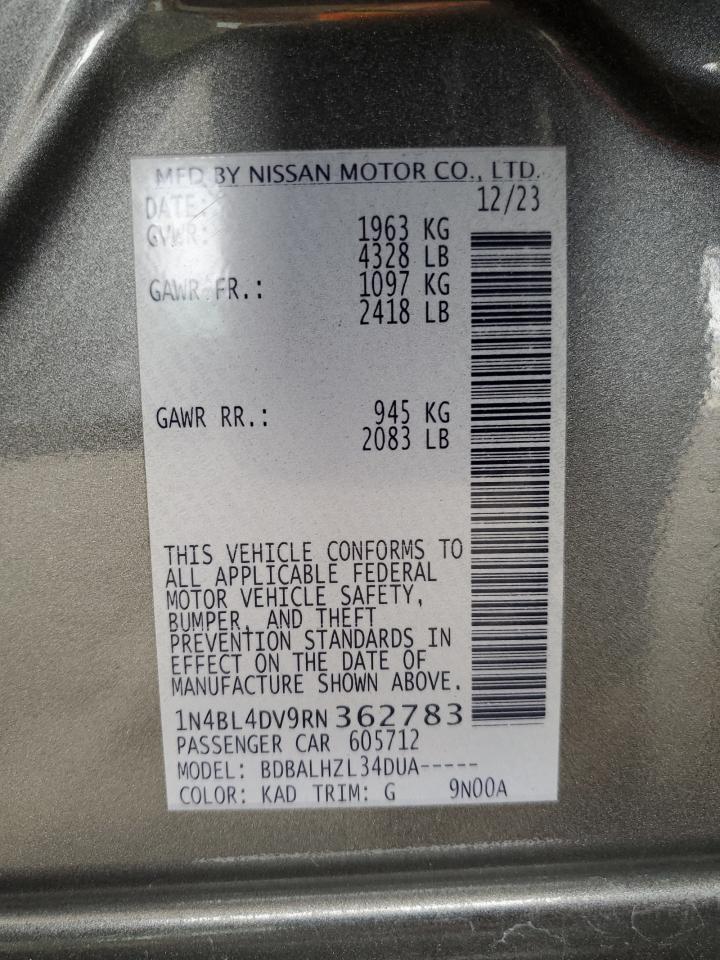 MFD BY NISSAN MOTOR CO., LTD.
DATE: 12/23
GVWR: 1963 KG
4328 LB
GAWR FR.: 1097 KG
2418 LB
GAWR RR.: 945 KG
2083 LB
THIS VEHICLE CONFORMS TO
ALL APPLICABLE FEDERAL
MOTOR VEHICLE SAFETY,
BUMPER, AND THEFT
PREVENTION STANDARDS IN
EFFECT ON THE DATE OF
MANUFACTURE SHOWN ABOVE.
1N4BL4DV9RN 362783
PASSENGER CAR 605712
MODEL: BDBALHZL34DUA-----
COLOR: KAD TRIM: G 9N00A